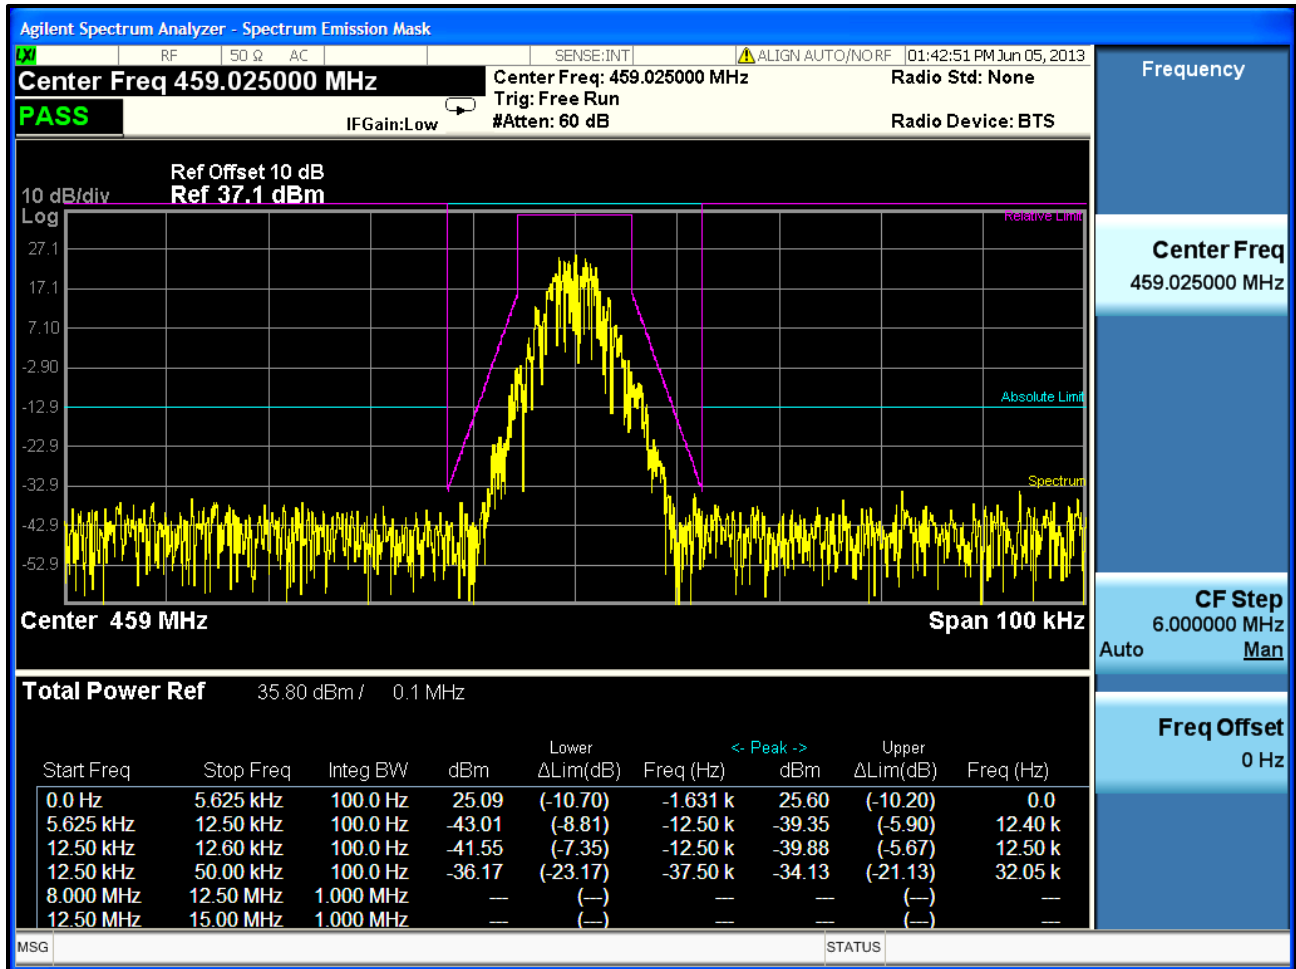 Agilent Spectrum Analyzer - Spectrum Emission Mask
LXI RF 50 Ω AC SENSE:INT ALIGN AUTO/NO RF 01:42:51 PM Jun 05, 2013
Center Freq 459.025000 MHz
Center Freq: 459.025000 MHz
Radio Std: None
Trig: Free Run
PASS
IFGain:Low
#Atten: 60 dB
Radio Device: BTS
Ref Offset 10 dB
10 dB/div Ref 37.1 dBm
Log
Relative Limit
27.1
17.1
7.10
-2.90
Absolute Limit
-12.9
-22.9
Spectrum
-32.9
-42.9
-52.9
Center 459 MHz
Span 100 kHz
Total Power Ref 35.80 dBm / 0.1 MHz
Lower <- Peak -> Upper
Start Freq Stop Freq Integ BW dBm ΔLim(dB) Freq (Hz) dBm ΔLim(dB) Freq (Hz)
0.0 Hz 5.625 kHz 100.0 Hz 25.09 (-10.70) -1.631 k 25.60 (-10.20) 0.0
5.625 kHz 12.50 kHz 100.0 Hz -43.01 (-8.81) -12.50 k -39.35 (-5.90) 12.40 k
12.50 kHz 12.60 kHz 100.0 Hz -41.55 (-7.35) -12.50 k -39.88 (-5.67) 12.50 k
12.50 kHz 50.00 kHz 100.0 Hz -36.17 (-23.17) -37.50 k -34.13 (-21.13) 32.05 k
8.000 MHz 12.50 MHz 1.000 MHz --- (---) --- --- (---) ---
12.50 MHz 15.00 MHz 1.000 MHz --- (---) --- --- (---) ---
MSG
STATUS
Frequency
Center Freq
459.025000 MHz
CF Step
6.000000 MHz
Auto Man
Freq Offset
0 Hz